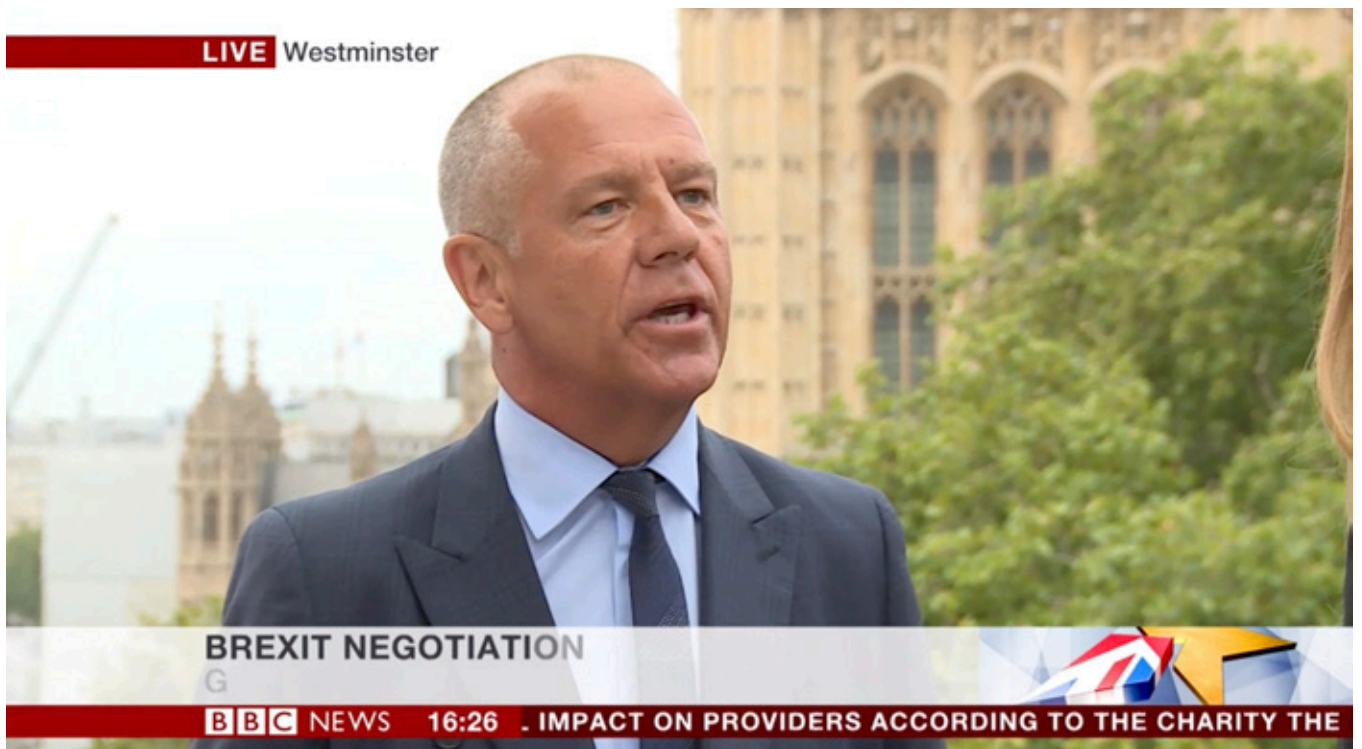 LIVE Westminster
BREXIT NEGOTIATION
G
BBC NEWS 16:26 . IMPACT ON PROVIDERS ACCORDING TO THE CHARITY THE